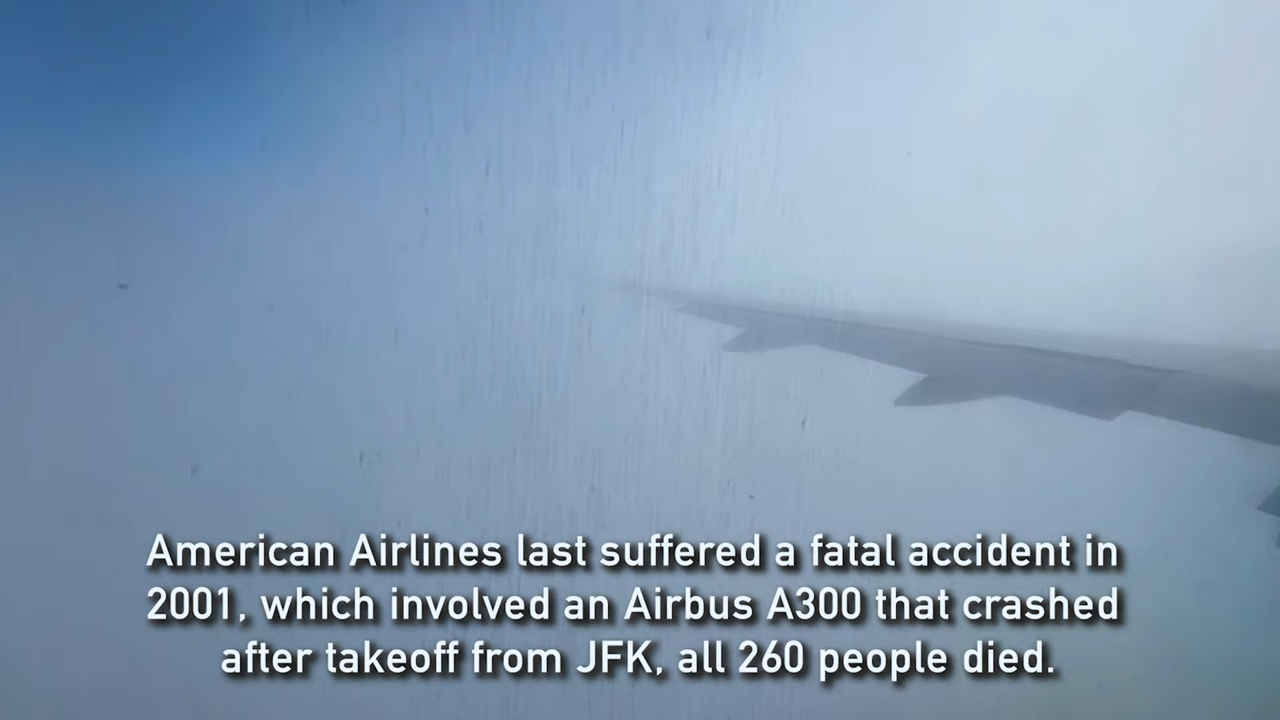 American Airlines last suffered a fatal accident in
2001, which involved an Airbus A300 that crashed
after takeoff from JFK, all 260 people died.